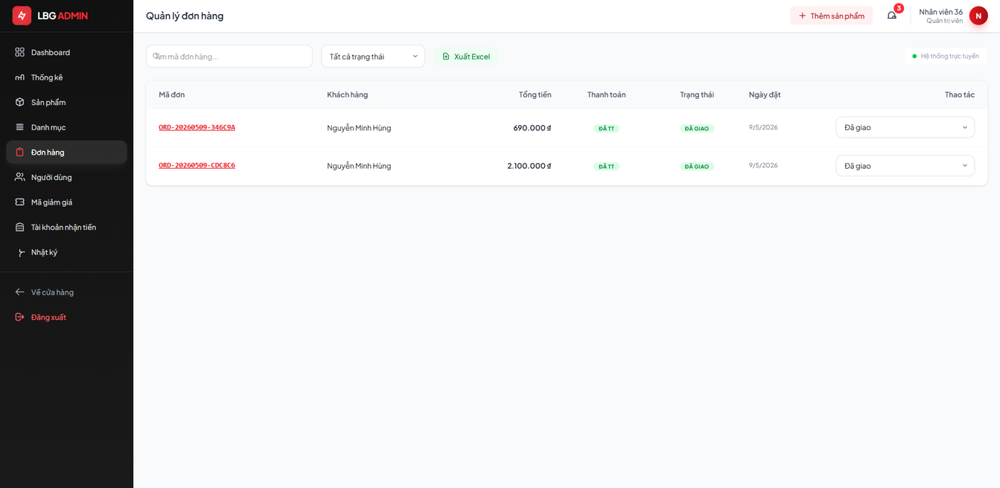 LBG ADMIN
Dashboard
Thống kê
Sản phẩm
Danh mục
Đơn hàng
Người dùng
Mã giảm giá
Tài khoản nhận tiền
Nhật ký
Về cửa hàng
Đăng xuất
Quản lý đơn hàng
Thêm sản phẩm
3
Nhân viên 36
Quản trị viên
N
Tìm mã đơn hàng...
Tất cả trạng thái
Xuất Excel
Hệ thống trực tuyến
Mã đơn Khách hàng Tổng tiền Thanh toán Trạng thái Ngày đặt Thao tác
ORD-20260509-346C9A Nguyễn Minh Hùng 690.000 ₫ ĐÃ TT ĐÃ GIAO 9/5/2026 Đã giao
ORD-20260509-CDC8C6 Nguyễn Minh Hùng 2.100.000 ₫ ĐÃ TT ĐÃ GIAO 9/5/2026 Đã giao